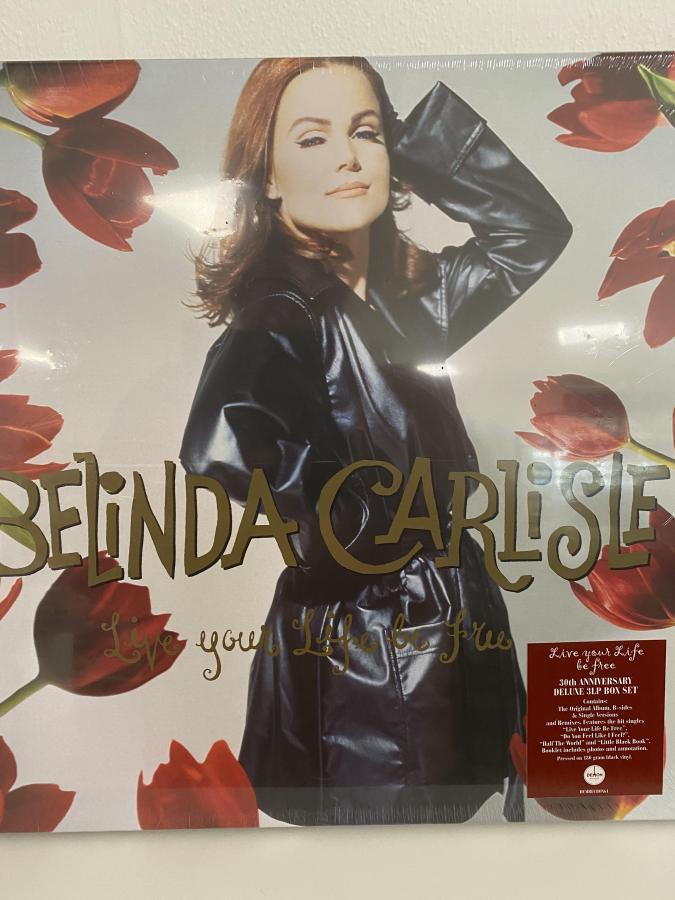 BELINDA CARLISLE
Live your Life be free
Live your Life
be free
30th ANNIVERSARY
DELUXE 3LP BOX SET
Contains:
The Original Album, B-sides
& Single Versions
and Remixes. Features the hit singles
"Live Your Life Be Free",
"Do You Feel Like I Feel?",
"Half The World" and "Little Black Book".
Booklet includes photos and annotation.
Pressed on 180 gram black vinyl.
DEMON